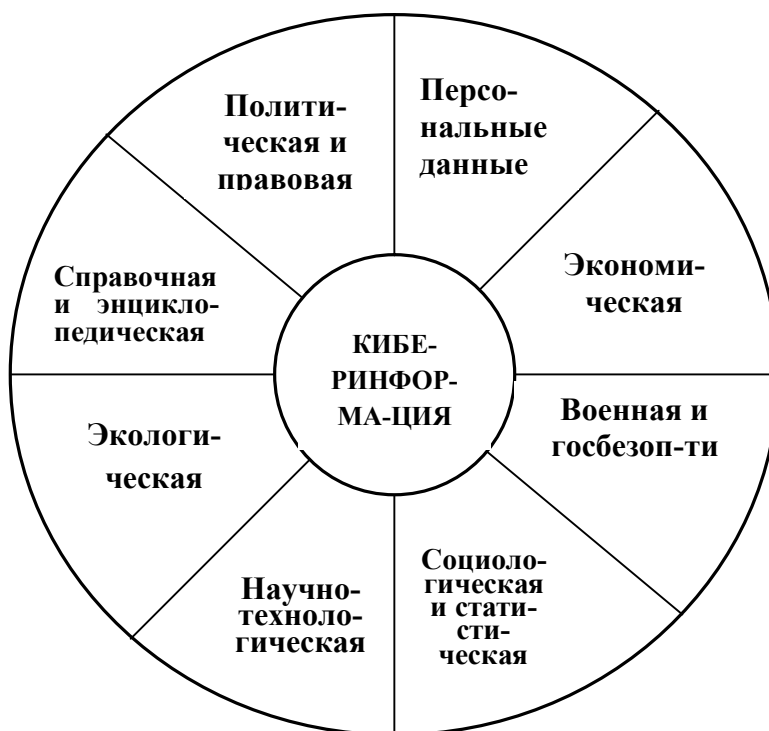 Полити-
ческая и
правовая
Персо-
нальные
данные
Экономи-
ческая
Военная и
госбезоп-ти
Социоло-
гическая
и стати-
сти-
ческая
Научно-
техноло-
гическая
Экологи-
ческая
Справочная
и энцикло-
педическая
КИБЕ-
РИНФОР-
МА-ЦИЯ